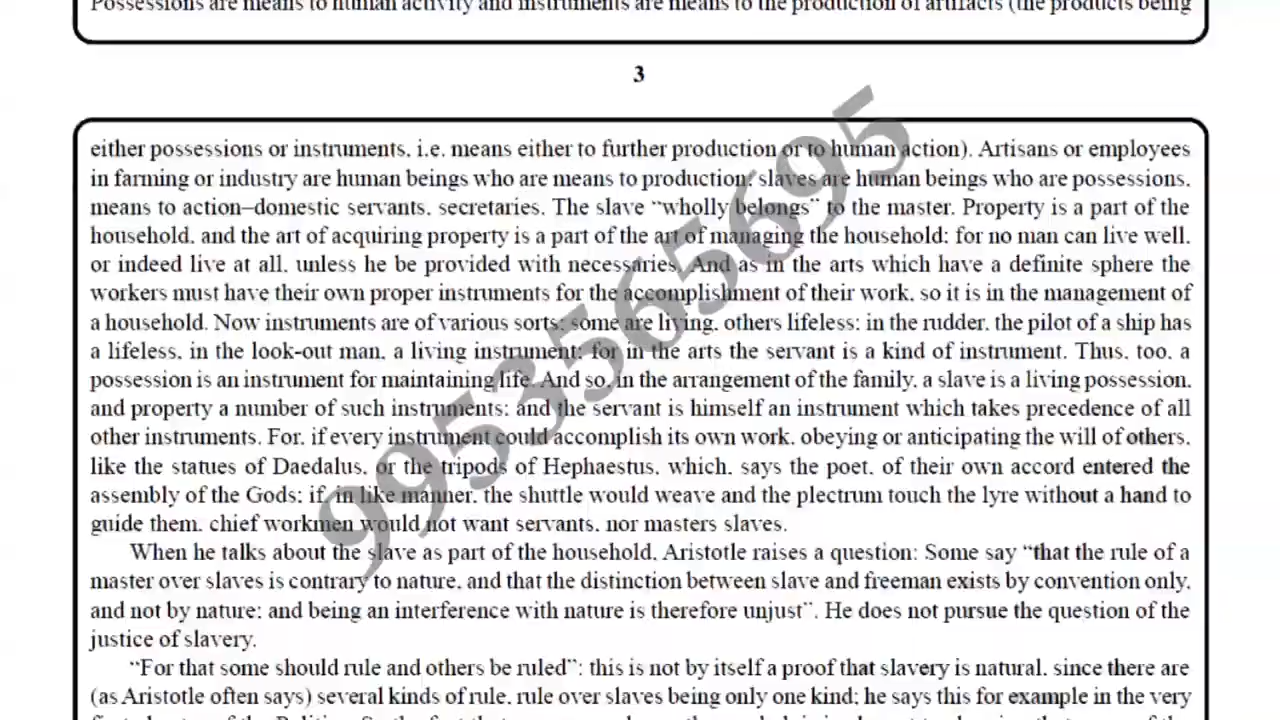 Possessions are means to human activity and instruments are means to the production of artifacts (the products being
3
either possessions or instruments, i.e. means either to further production or to human action). Artisans or employees
in farming or industry are human beings who are means to production; slaves are human beings who are possessions,
means to action–domestic servants, secretaries. The slave “wholly belongs” to the master. Property is a part of the
household, and the art of acquiring property is a part of the art of managing the household; for no man can live well,
or indeed live at all, unless he be provided with necessaries. And as in the arts which have a definite sphere the
workers must have their own proper instruments for the accomplishment of their work, so it is in the management of
a household. Now instruments are of various sorts; some are living, others lifeless; in the rudder, the pilot of a ship has
a lifeless, in the look-out man, a living instrument; for in the arts the servant is a kind of instrument. Thus, too, a
possession is an instrument for maintaining life. And so, in the arrangement of the family, a slave is a living possession,
and property a number of such instruments; and the servant is himself an instrument which takes precedence of all
other instruments. For, if every instrument could accomplish its own work, obeying or anticipating the will of others,
like the statues of Daedalus, or the tripods of Hephaestus, which, says the poet, of their own accord entered the
assembly of the Gods; if, in like manner, the shuttle would weave and the plectrum touch the lyre without a hand to
guide them, chief workmen would not want servants, nor masters slaves.
When he talks about the slave as part of the household, Aristotle raises a question: Some say “that the rule of a
master over slaves is contrary to nature, and that the distinction between slave and freeman exists by convention only,
and not by nature; and being an interference with nature is therefore unjust”. He does not pursue the question of the
justice of slavery.
“For that some should rule and others be ruled”: this is not by itself a proof that slavery is natural, since there are
(as Aristotle often says) several kinds of rule, rule over slaves being only one kind; he says this for example in the very
9953565695